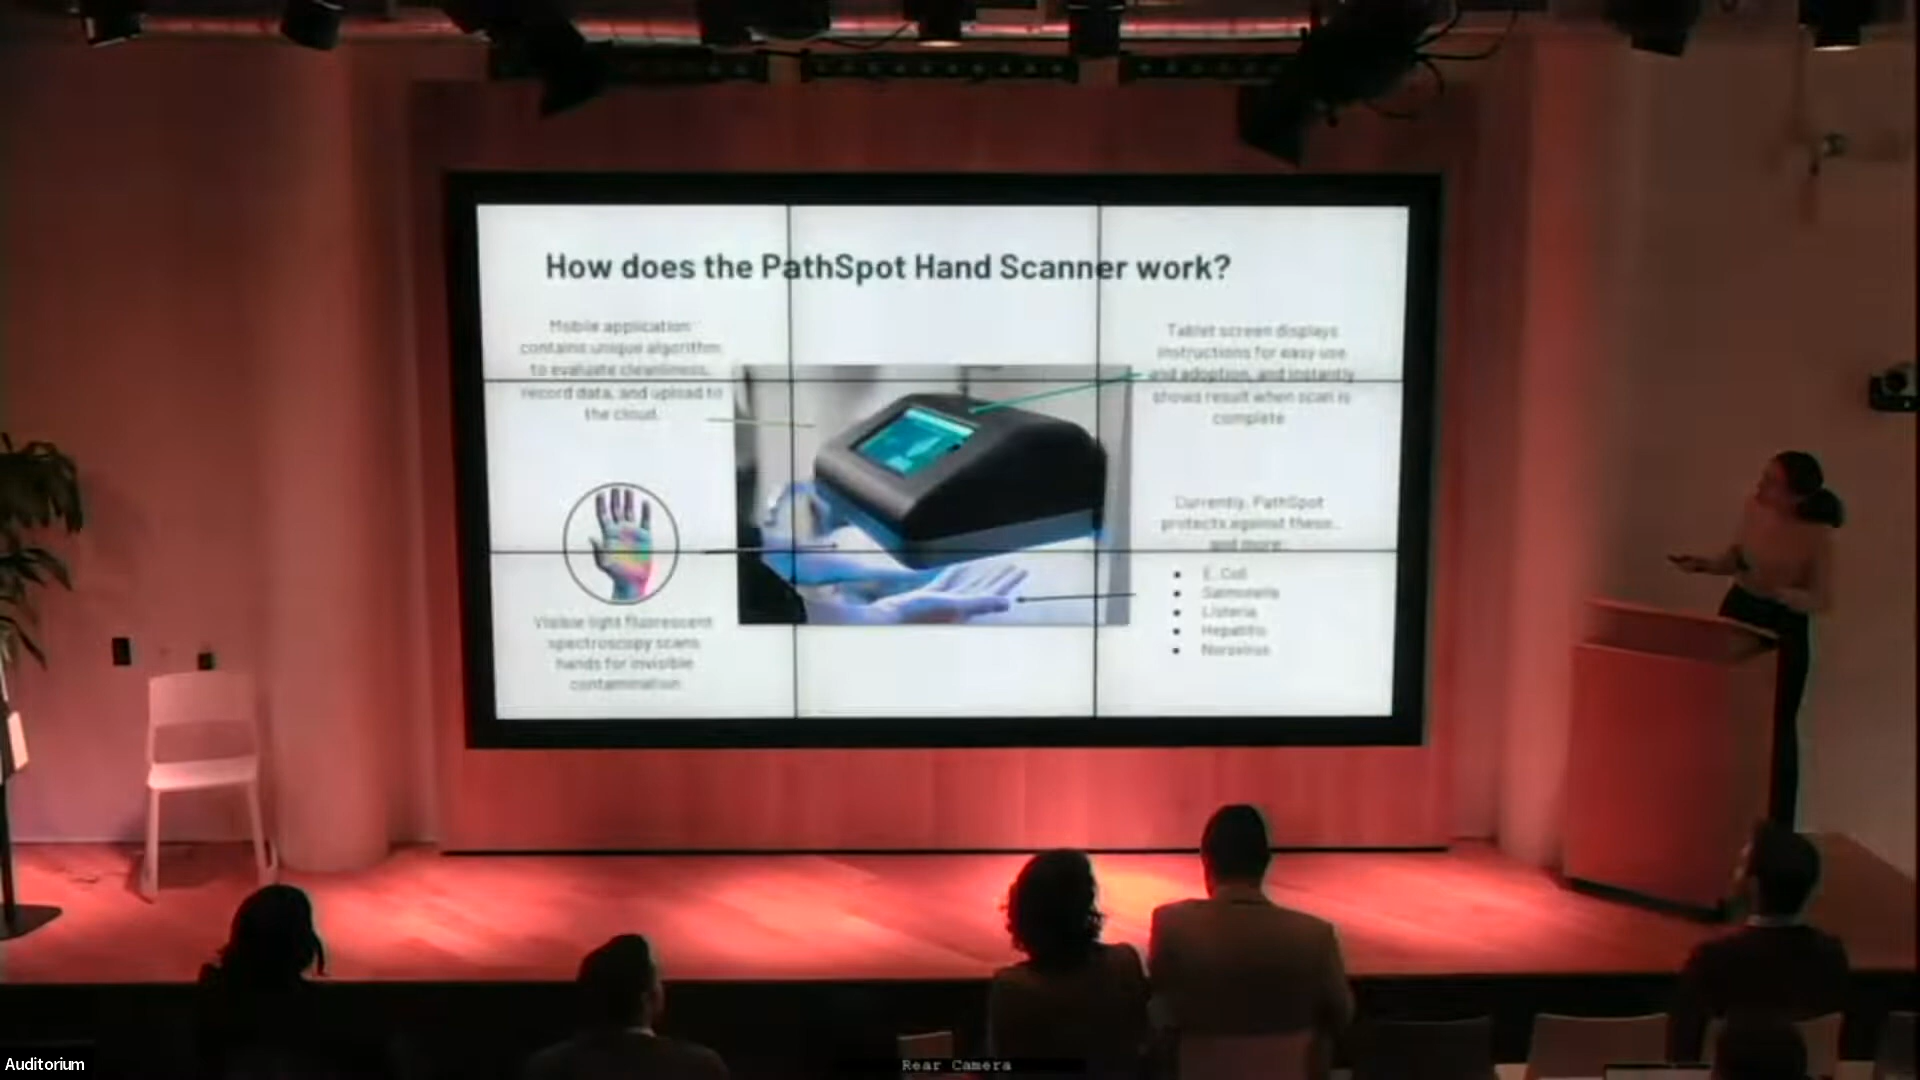 How does the PathSpot Hand Scanner work?
Mobile application
contains unique algorithm
to evaluate cleanliness,
record data, and upload to
the cloud.
Tablet screen displays
instructions for easy use
and adoption, and instantly
shows result when scan is
complete
Visible light fluorescent
spectroscopy scans
hands for invisible
contamination
Currently, PathSpot
protects against these...
and more
E. Coli
Salmonella
Listeria
Hepatitis
Norovirus
Auditorium
Rear Camera